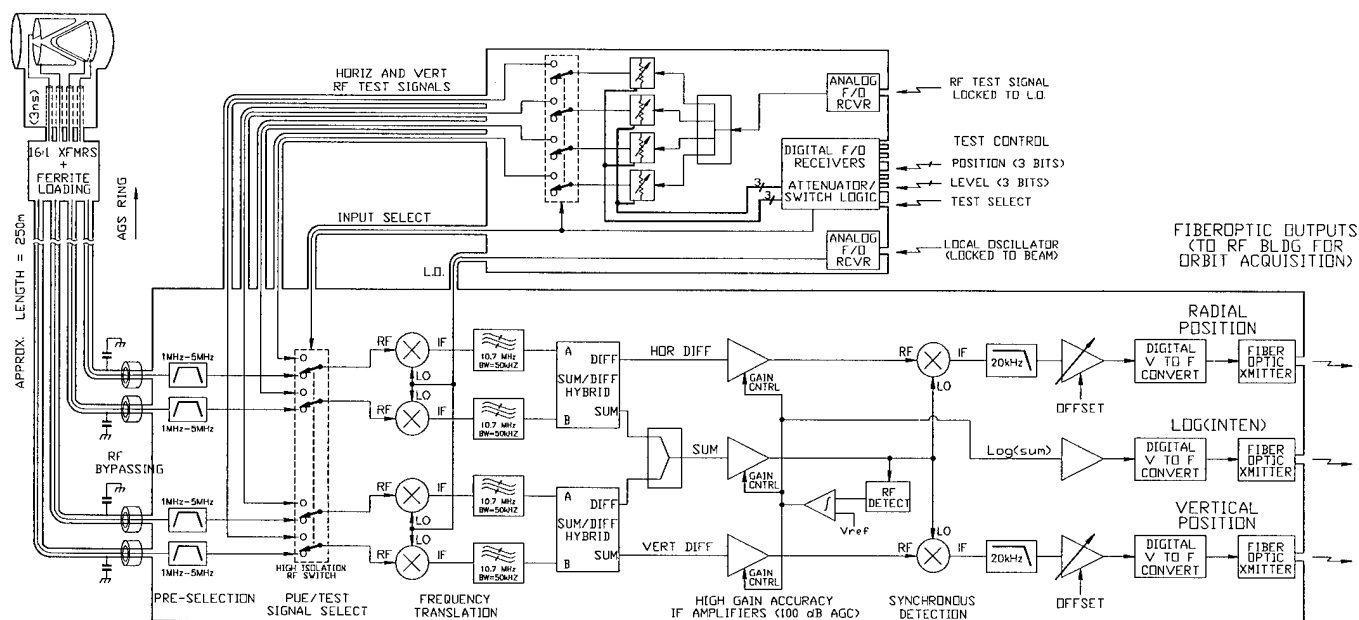 (3ns)
16:1 XFMRS
+
FERRITE
LOADING
AGS RING
APPROX. LENGTH = 250m
HORIZ AND VERT
RF TEST SIGNALS
ANALOG
F/O
RCVR
RF TEST SIGNAL
LOCKED TO L.O.
DIGITAL F/O
RECEIVERS
ATTENUATOR/
SWITCH LOGIC
3
3
TEST CONTROL
POSITION (3 BITS)
LEVEL (3 BITS)
TEST SELECT
INPUT SELECT
L.O.
ANALOG
F/O
RCVR
LOCAL OSCILLATOR
(LOCKED TO BEAM)
FIBEROPTIC OUTPUTS
(TO RF BLDG FOR
ORBIT ACQUISITION)
1MHz-5MHz
1MHz-5MHz
RF
BYPASSING
1MHz-5MHz
1MHz-5MHz
PRE-SELECTION
HIGH ISOLATION
RF SWITCH
PUE/TEST
SIGNAL SELECT
RF
IF
LO
LO
RF
IF
RF
IF
LO
LO
RF
IF
FREQUENCY
TRANSLATION
10.7 MHz
BW=50kHZ
10.7 MHz
BW=50kHZ
10.7 MHz
BW=50kHZ
10.7 MHz
BW=50kHZ
A
DIFF
SUM/DIFF
HYBRID
SUM
B
A
DIFF
SUM/DIFF
HYBRID
SUM
B
HOR DIFF
SUM
VERT DIFF
GAIN
CNTRL
GAIN
CNTRL
GAIN
CNTRL
RF
DETECT
∫
Vref
HIGH GAIN ACCURACY
IF AMPLIFIERS (100 dB AGC)
RF
IF
LO
LO
RF
IF
SYNCHRONOUS
DETECTION
20kHz
20kHz
OFFSET
OFFSET
Log(sum)
RADIAL
POSITION
DIGITAL
V TO F
CONVERT
FIBER
OPTIC
XMITTER
LOG(INTEN)
DIGITAL
V TO F
CONVERT
FIBER
OPTIC
XMITTER
VERTICAL
POSITION
DIGITAL
V TO F
CONVERT
FIBER
OPTIC
XMITTER